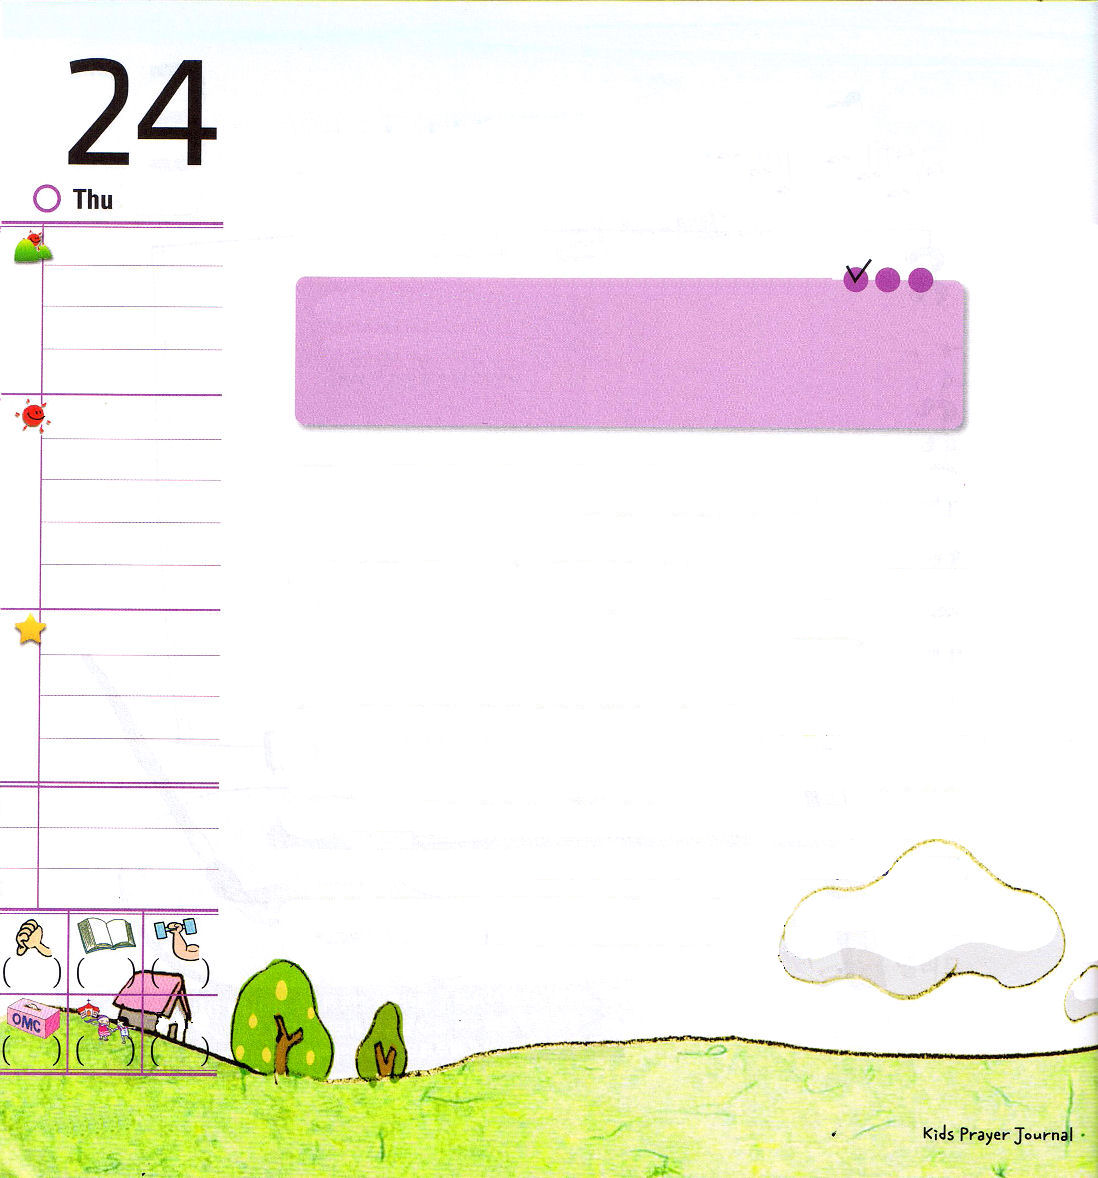 24
Thu
( ) ( ) ( )
OMC
( ) ( ) ( )
Kids Prayer Journal